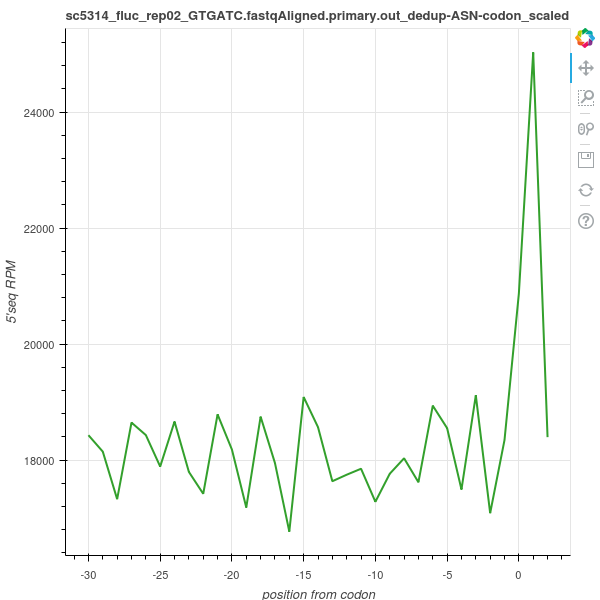 sc5314_fluc_rep02_GTGATC.fastqAligned.primary.out_dedup-ASN-codon_scaled
24000
22000
20000
18000
5'seq RPM
-30 -25 -20 -15 -10 -5 0
position from codon